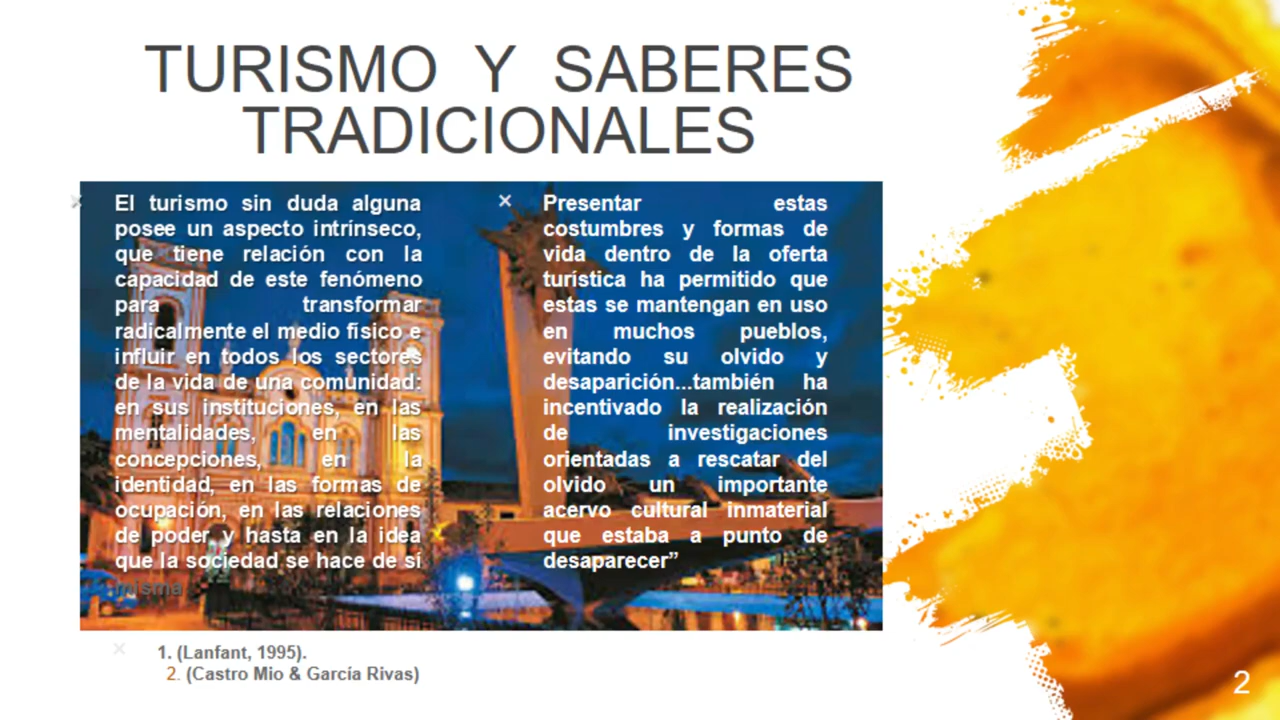 TURISMO Y SABERES
TRADICIONALES
El turismo sin duda alguna
posee un aspecto intrínseco,
que tiene relación con la
capacidad de este fenómeno
para transformar
radicalmente el medio físico e
influir en todos los sectores
de la vida de una comunidad:
en sus instituciones, en las
mentalidades, en las
concepciones, en la
identidad, en las formas de
ocupación, en las relaciones
de poder y hasta en la idea
que la sociedad se hace de sí
misma
Presentar estas
costumbres y formas de
vida dentro de la oferta
turística ha permitido que
estas se mantengan en uso
en muchos pueblos,
evitando su olvido y
desaparición...también ha
incentivado la realización
de investigaciones
orientadas a rescatar del
olvido un importante
acervo cultural inmaterial
que estaba a punto de
desaparecer”
1. (Lanfant, 1995).
2. (Castro Mio & García Rivas)
2